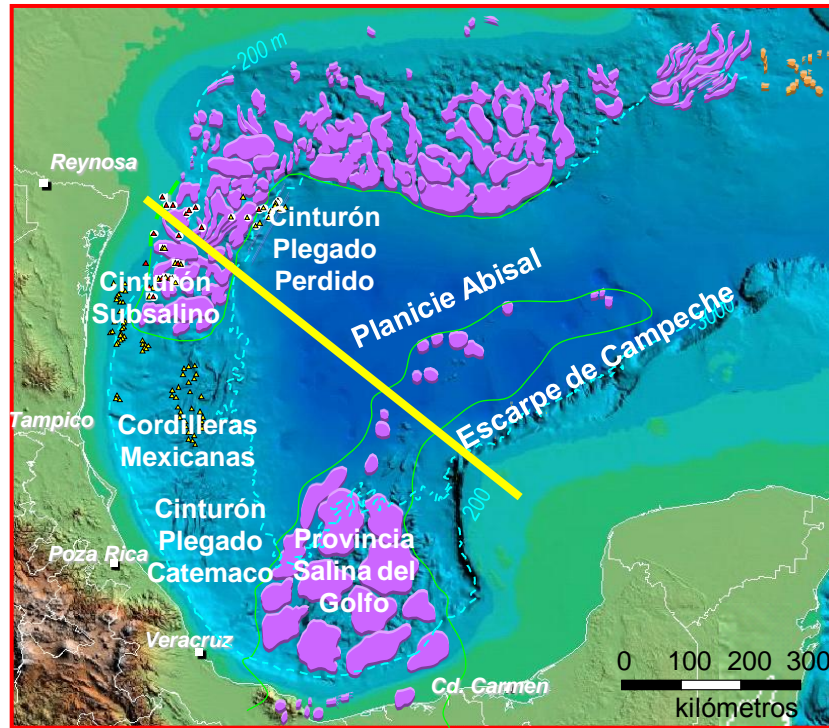 200 m
Reynosa
Cinturón
Plegado
Perdido
Cinturón
Subsalino
Planicie Abisal
Escarpe de Campeche
3000
Tampico
Cordilleras
Mexicanas
200
Cinturón
Plegado
Catemaco
Poza Rica
Provincia
Salina del
Golfo
Veracruz
Cd. Carmen
0 100 200 300
kilómetros